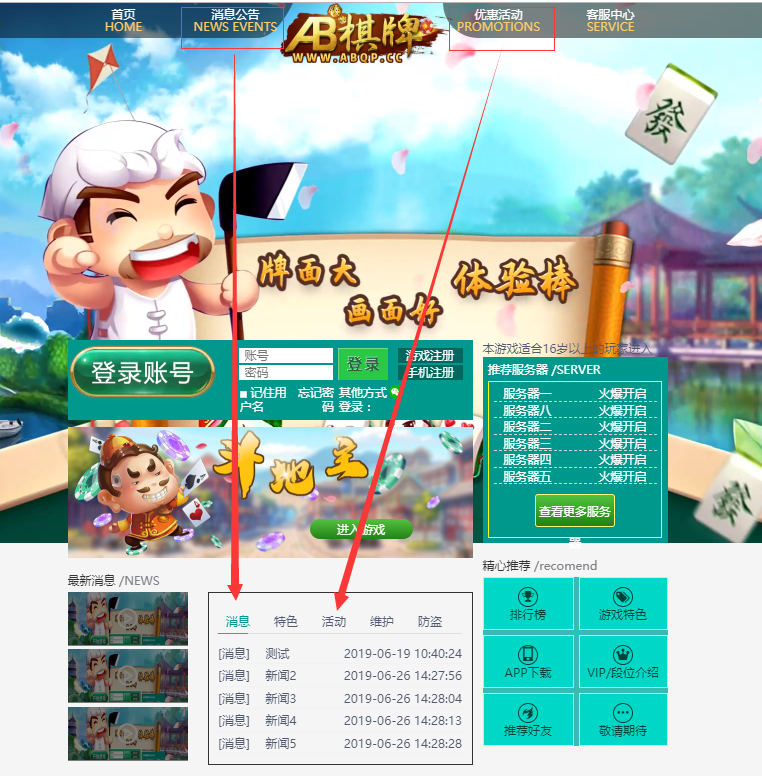 首页 消息公告 优惠活动 客服中心
HOME NEWS EVENTS PROMOTIONS SERVICE
AB棋牌
WWW.ABQP.CC
發
牌面大 体验棒
画面好
本游戏适合16岁以上的玩家进入
登录账号
账号
密码
登录
游戏注册
手机注册
记住用户名
忘记密码
其他方式登录：
推荐服务器 /SERVER
服务器一 火爆开启
服务器八 火爆开启
服务器二 火爆开启
服务器三 火爆开启
服务器四 火爆开启
服务器五 火爆开启
查看更多服务器
發
斗地主
进入游戏
最新消息 /NEWS
消息 特色 活动 维护 防盗
[消息] 测试 2019-06-19 10:40:24
[消息] 新闻2 2019-06-26 14:27:56
[消息] 新闻3 2019-06-26 14:28:04
[消息] 新闻4 2019-06-26 14:28:13
[消息] 新闻5 2019-06-26 14:28:28
精心推荐 /recomend
排行榜 游戏特色
APP下载 VIP/段位介绍
推荐好友 敬请期待